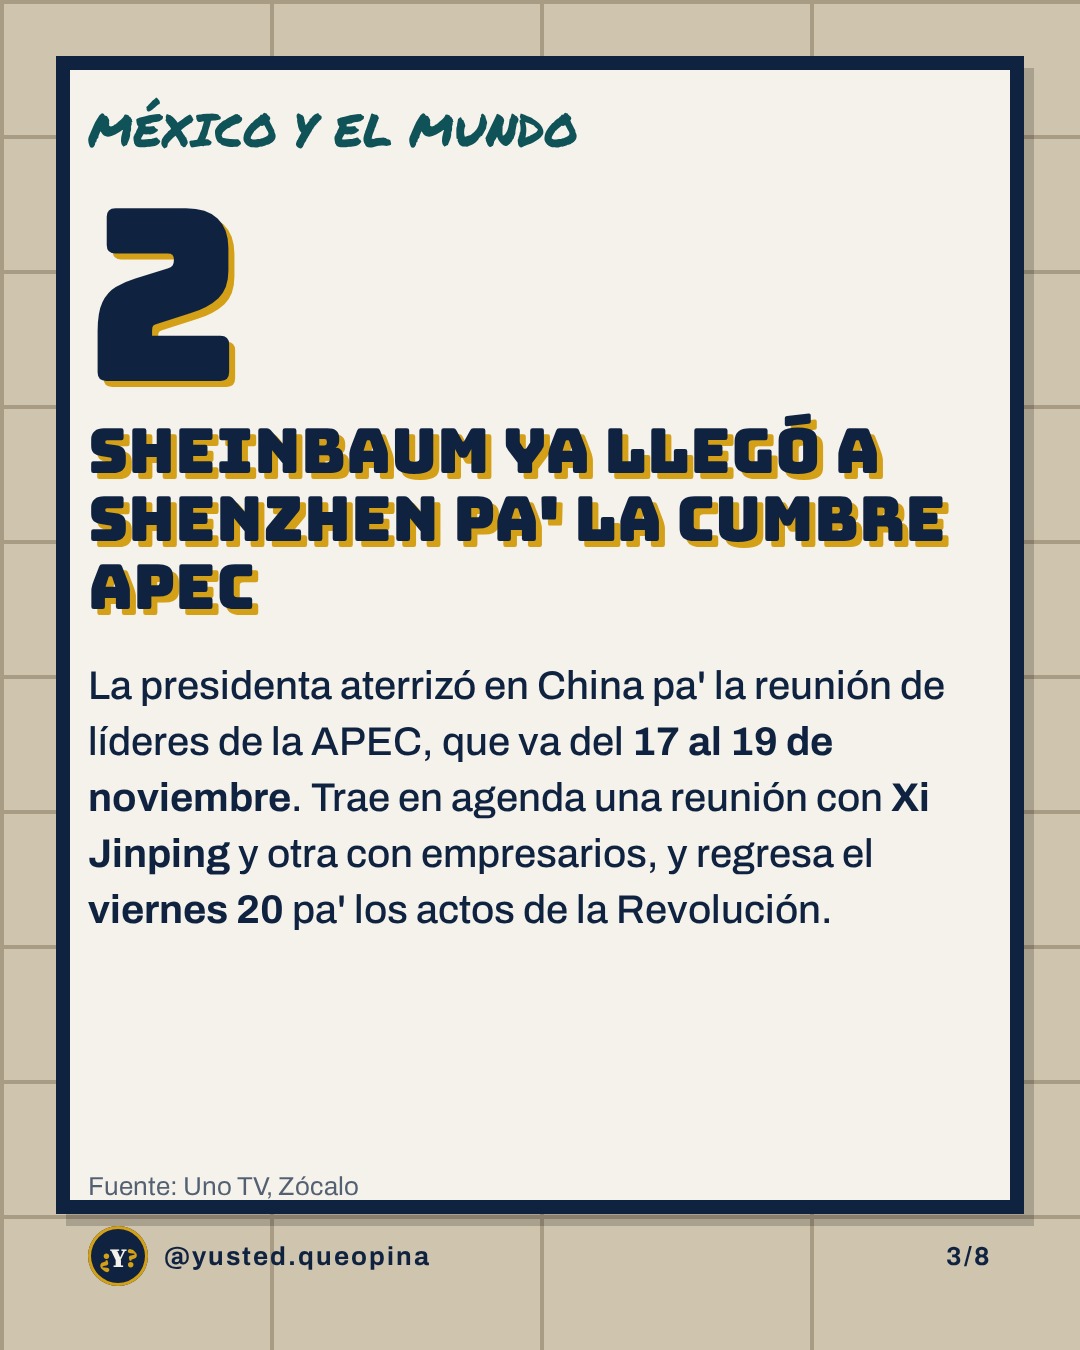 MÉXICO Y EL MUNDO
2
SHEINBAUM YA LLEGÓ A
SHENZHEN PA' LA CUMBRE
APEC
La presidenta aterrizó en China pa' la reunión de
líderes de la APEC, que va del 17 al 19 de
noviembre. Trae en agenda una reunión con Xi
Jinping y otra con empresarios, y regresa el
viernes 20 pa' los actos de la Revolución.
Fuente: Uno TV, Zócalo
¿Y? @yusted.queopina
3/8